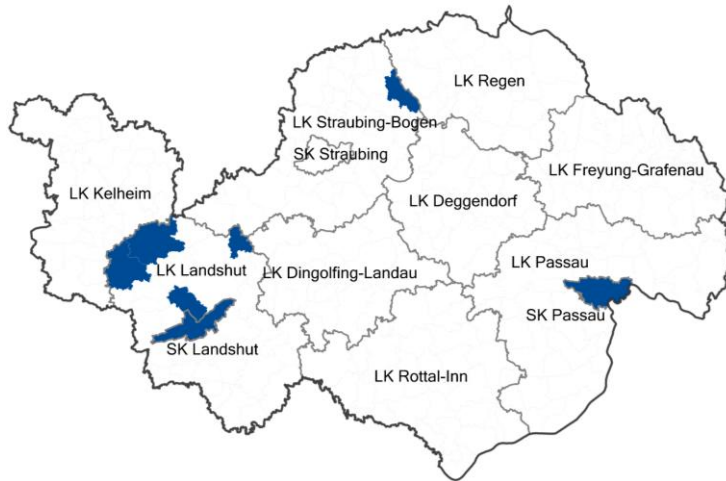 LK Regen
LK Straubing-Bogen
SK Straubing
LK Freyung-Grafenau
LK Kelheim
LK Deggendorf
LK Landshut
LK Dingolfing-Landau
LK Passau
SK Passau
SK Landshut
LK Rottal-Inn